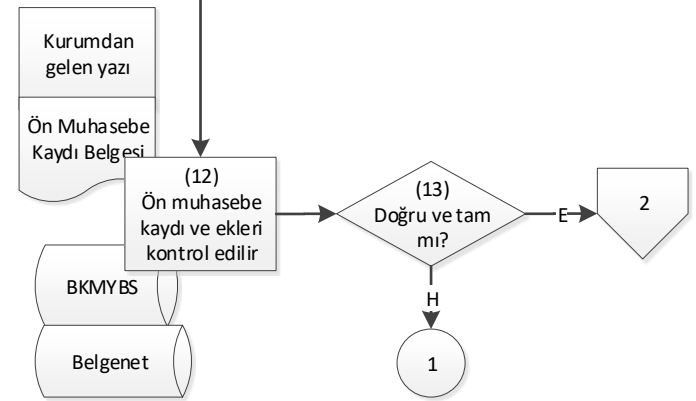 Kurumdan
gelen yazı
Ön Muhasebe
Kaydı Belgesi
(12)
Ön muhasebe
kaydı ve ekleri
kontrol edilir
(13)
Doğru ve tam
mı?
E
2
H
1
BKMYBS
Belgenet